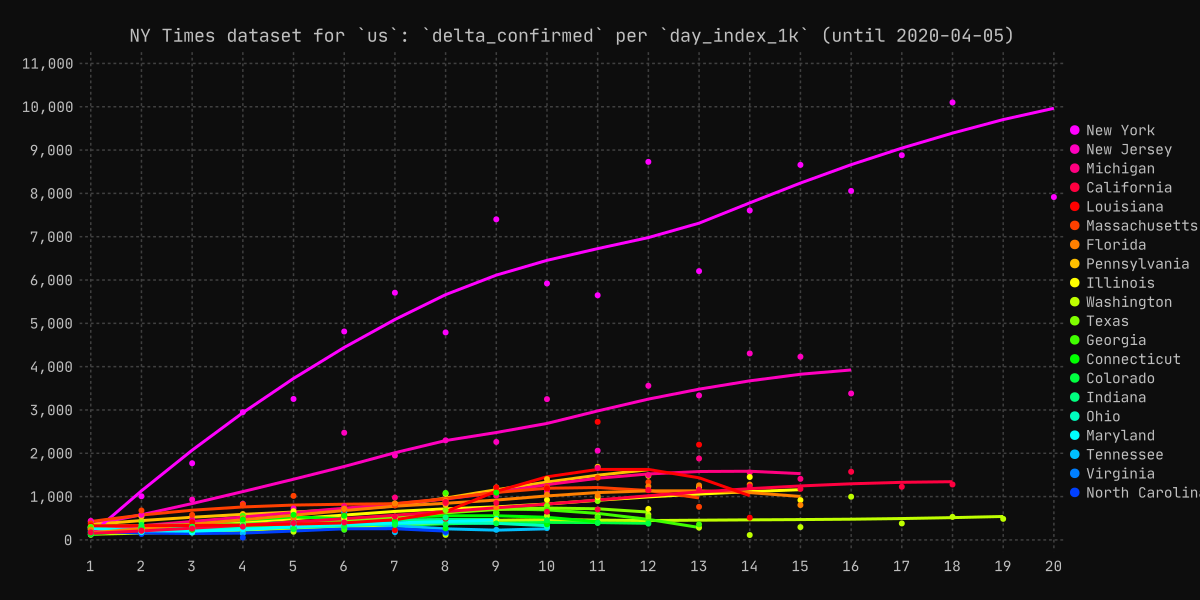 NY Times dataset for `us`: `delta_confirmed` per `day_index_1k` (until 2020-04-05)
11,000
10,000
9,000
8,000
7,000
6,000
5,000
4,000
3,000
2,000
1,000
0
1 2 3 4 5 6 7 8 9 10 11 12 13 14 15 16 17 18 19 20
New York
New Jersey
Michigan
California
Louisiana
Massachusetts
Florida
Pennsylvania
Illinois
Washington
Texas
Georgia
Connecticut
Colorado
Indiana
Ohio
Maryland
Tennessee
Virginia
North Carolina